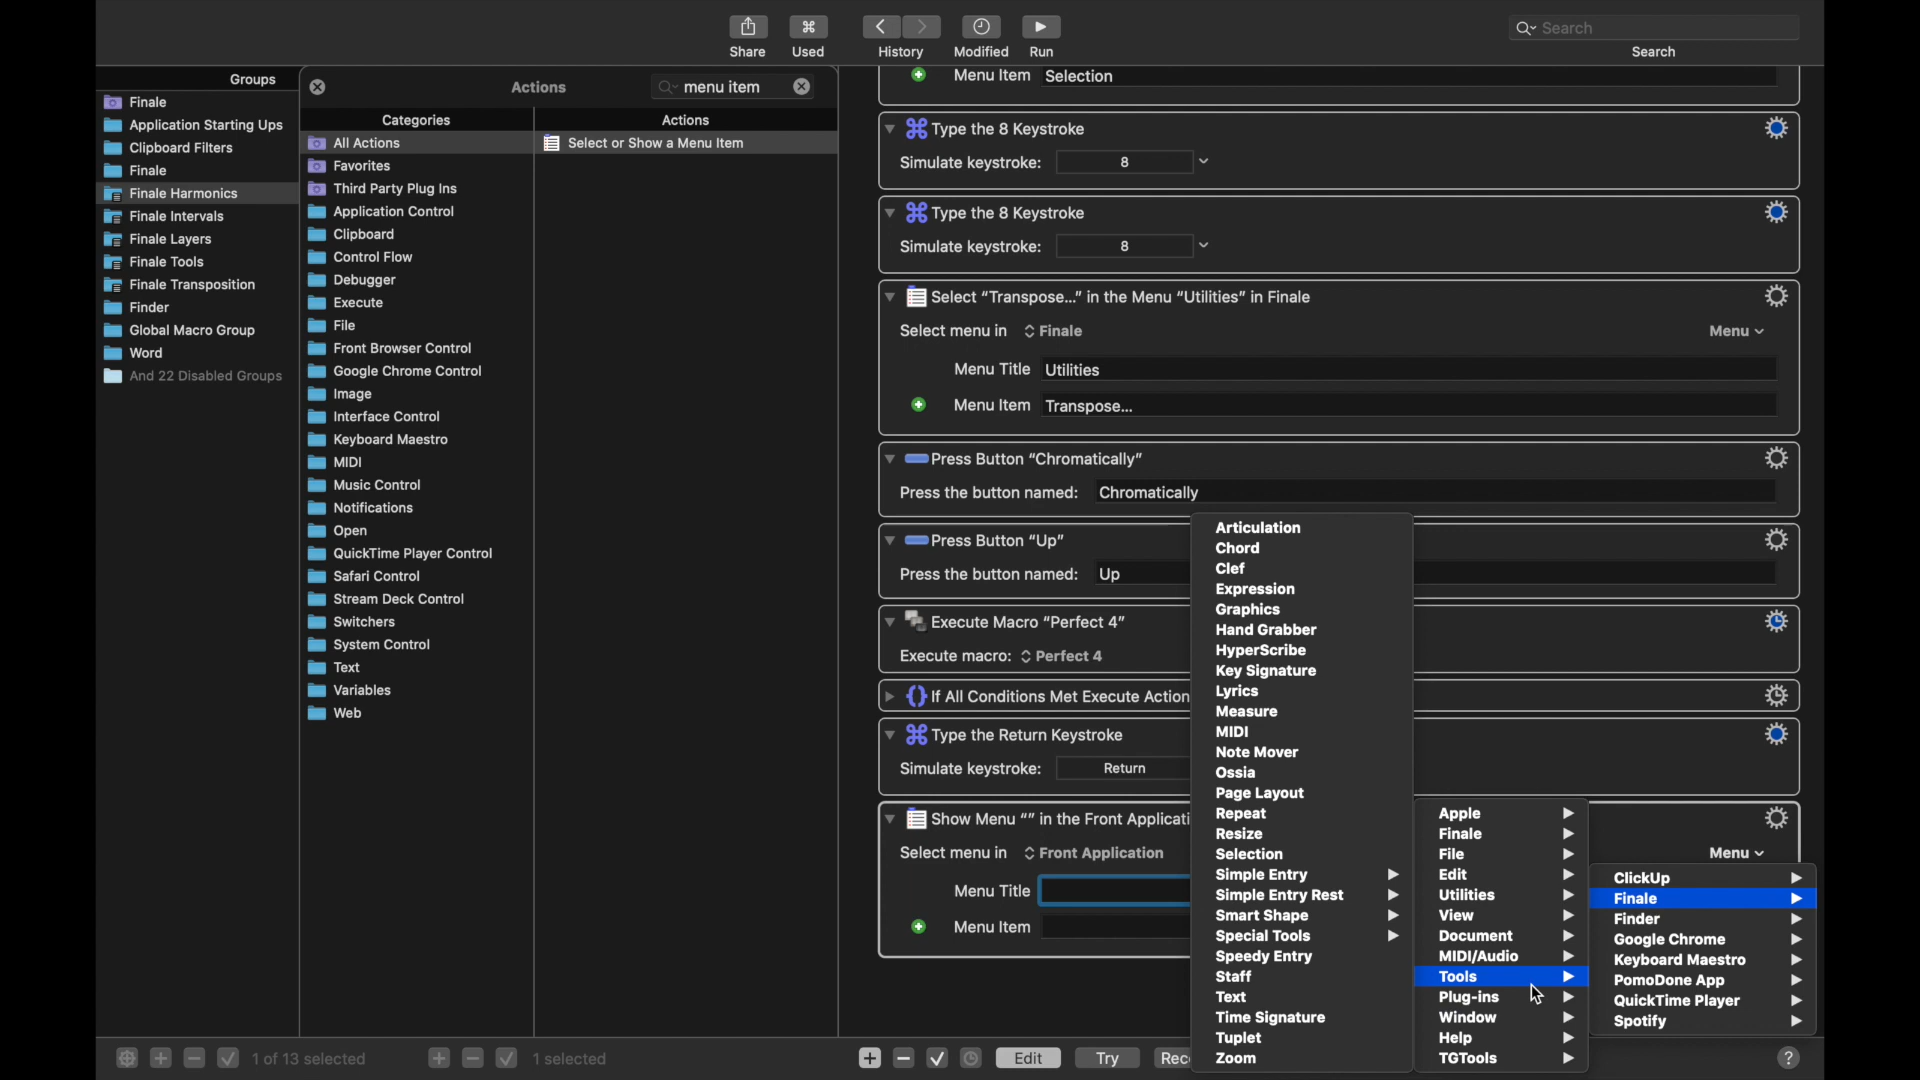 Share
Used
History
Modified
Run
Search
Search
Groups
Finale
Application Starting Ups
Clipboard Filters
Finale
Finale Harmonics
Finale Intervals
Finale Layers
Finale Tools
Finale Transposition
Finder
Global Macro Group
Word
And 22 Disabled Groups
Actions
menu item
Categories
All Actions
Favorites
Third Party Plug Ins
Application Control
Clipboard
Control Flow
Debugger
Execute
File
Front Browser Control
Google Chrome Control
Image
Interface Control
Keyboard Maestro
MIDI
Music Control
Notifications
Open
QuickTime Player Control
Safari Control
Stream Deck Control
Switchers
System Control
Text
Variables
Web
Actions
Select or Show a Menu Item
Menu Item Selection
Type the 8 Keystroke
Simulate keystroke: 8
Type the 8 Keystroke
Simulate keystroke: 8
Select “Transpose...” in the Menu “Utilities” in Finale
Select menu in Finale Menu
Menu Title Utilities
Menu Item Transpose...
Press Button “Chromatically”
Press the button named: Chromatically
Press Button “Up”
Press the button named: Up
Execute Macro “Perfect 4”
Execute macro: Perfect 4
If All Conditions Met Execute Action
Type the Return Keystroke
Simulate keystroke: Return
Show Menu “” in the Front Applicati
Select menu in Front Application Menu
Menu Title
Menu Item
Articulation
Chord
Clef
Expression
Graphics
Hand Grabber
HyperScribe
Key Signature
Lyrics
Measure
MIDI
Note Mover
Ossia
Page Layout
Repeat
Resize
Selection
Simple Entry
Simple Entry Rest
Smart Shape
Special Tools
Speedy Entry
Staff
Text
Time Signature
Tuplet
Zoom
Apple
Finale
File
Edit
Utilities
View
Document
MIDI/Audio
Tools
Plug-ins
Window
Help
TGTools
ClickUp
Finale
Finder
Google Chrome
Keyboard Maestro
PomoDone App
QuickTime Player
Spotify
1 of 13 selected
1 selected
Edit
Try
Rec
?